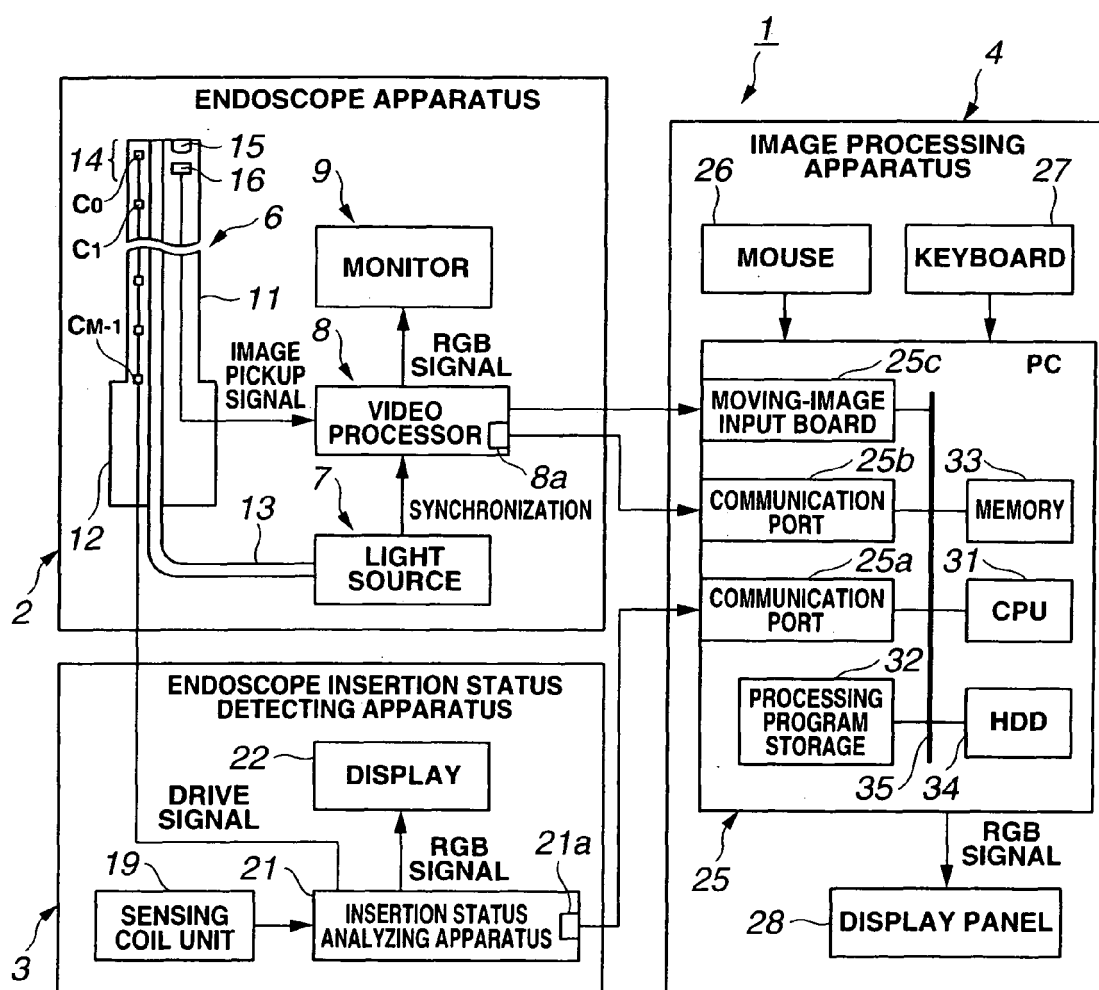 1
4
ENDOSCOPE APPARATUS
14
15
16
C0
C1
6
11
CM-1
12
13
2
9
MONITOR
RGB
SIGNAL
8
IMAGE
PICKUP
SIGNAL
VIDEO
PROCESSOR
8a
7
SYNCHRONIZATION
LIGHT
SOURCE
ENDOSCOPE INSERTION STATUS
DETECTING APPARATUS
22
DISPLAY
DRIVE
SIGNAL
RGB
SIGNAL
19
21
21a
SENSING
COIL UNIT
INSERTION STATUS
ANALYZING APPARATUS
3
IMAGE PROCESSING
APPARATUS
26
27
MOUSE
KEYBOARD
PC
25c
MOVING-IMAGE
INPUT BOARD
25b
33
COMMUNICATION
PORT
MEMORY
25a
31
COMMUNICATION
PORT
CPU
32
PROCESSING
PROGRAM
STORAGE
HDD
35
34
25
RGB
SIGNAL
28
DISPLAY PANEL